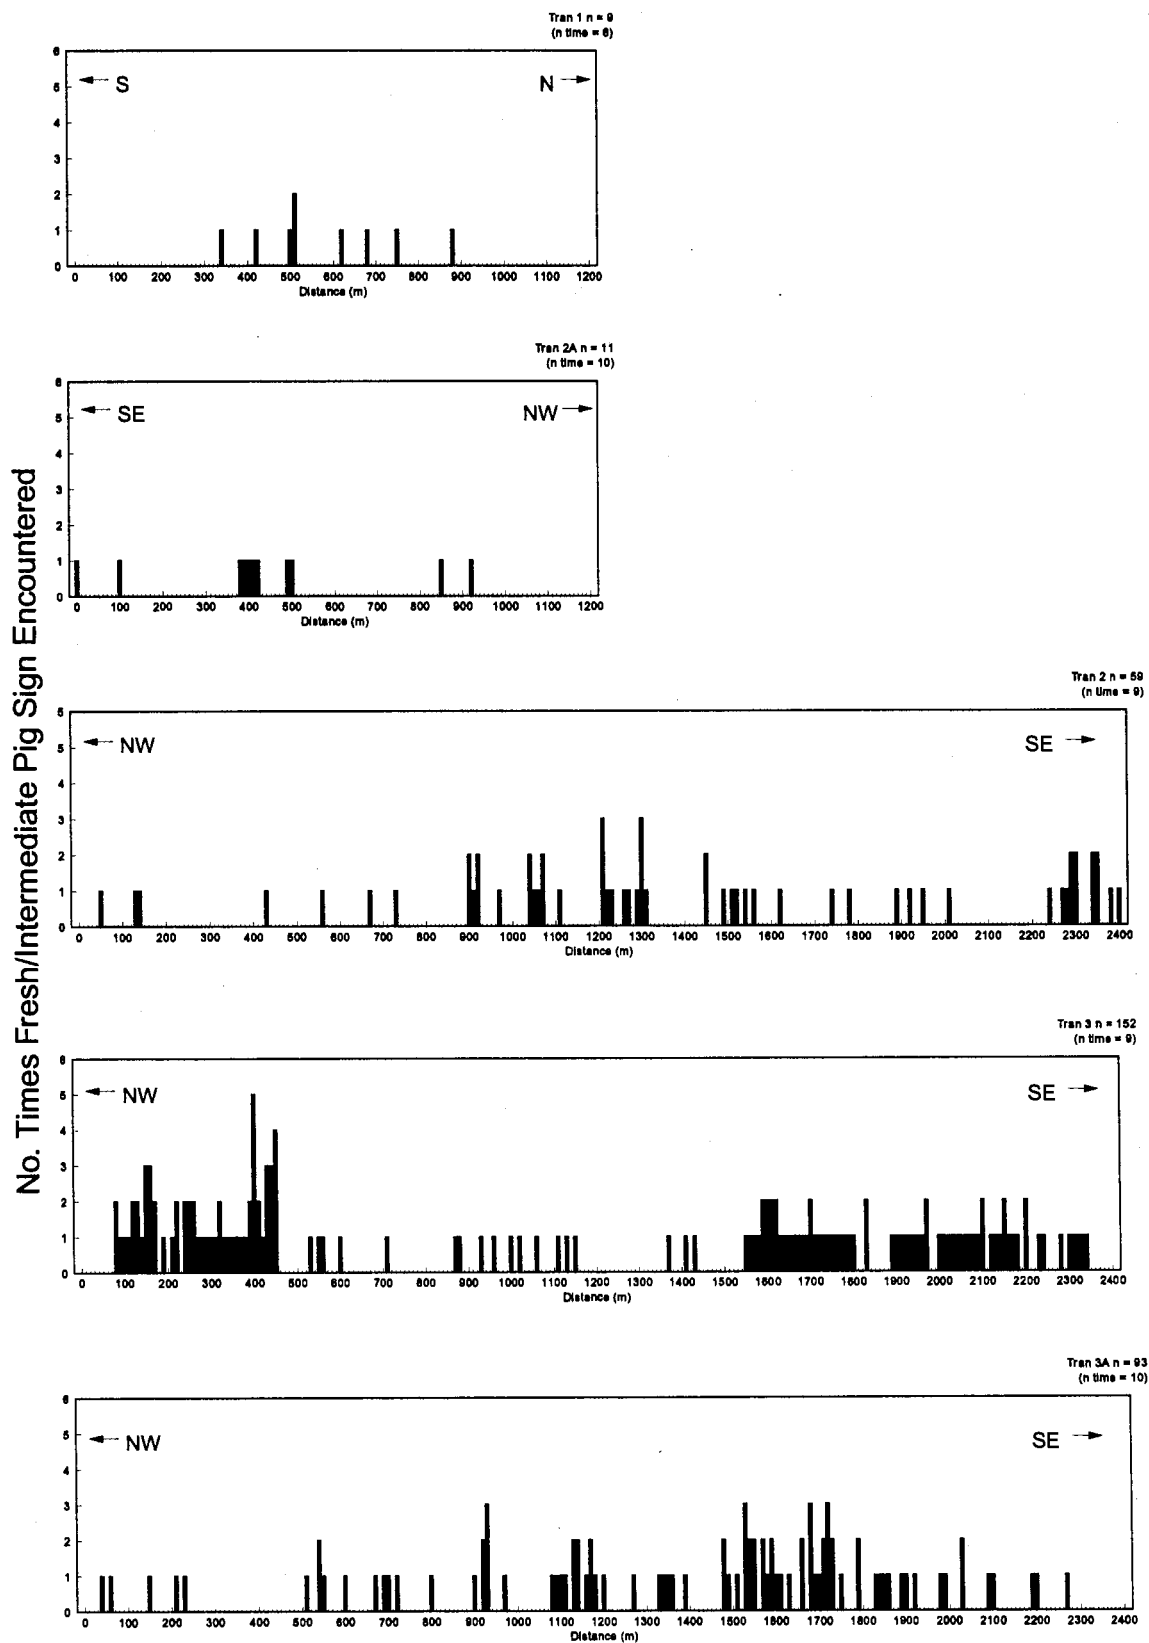 No. Times Fresh/Intermediate Pig Sign Encountered
Tran 1 n = 9
(n time = 6)
6
5
4
3
2
1
0
S N
0 100 200 300 400 500 600 700 800 900 1000 1100 1200
Distance (m)
Tran 2A n = 11
(n time = 10)
6
5
4
3
2
1
0
SE NW
0 100 200 300 400 500 600 700 800 900 1000 1100 1200
Distance (m)
Tran 2 n = 59
(n time = 9)
5
5
4
3
2
1
0
NW SE
0 100 200 300 400 500 600 700 800 900 1000 1100 1200 1300 1400 1500 1600 1700 1800 1900 2000 2100 2200 2300 2400
Distance (m)
Tran 3 n = 152
(n time = 9)
6
5
4
3
2
1
0
NW SE
0 100 200 300 400 500 600 700 800 900 1000 1100 1200 1300 1400 1500 1600 1700 1800 1900 2000 2100 2200 2300 2400
Distance (m)
Tran 3A n = 93
(n time = 10)
6
5
4
3
2
1
0
NW SE
0 100 200 300 400 500 600 700 800 900 1000 1100 1200 1300 1400 1500 1600 1700 1800 1900 2000 2100 2200 2300 2400
Distance (m)